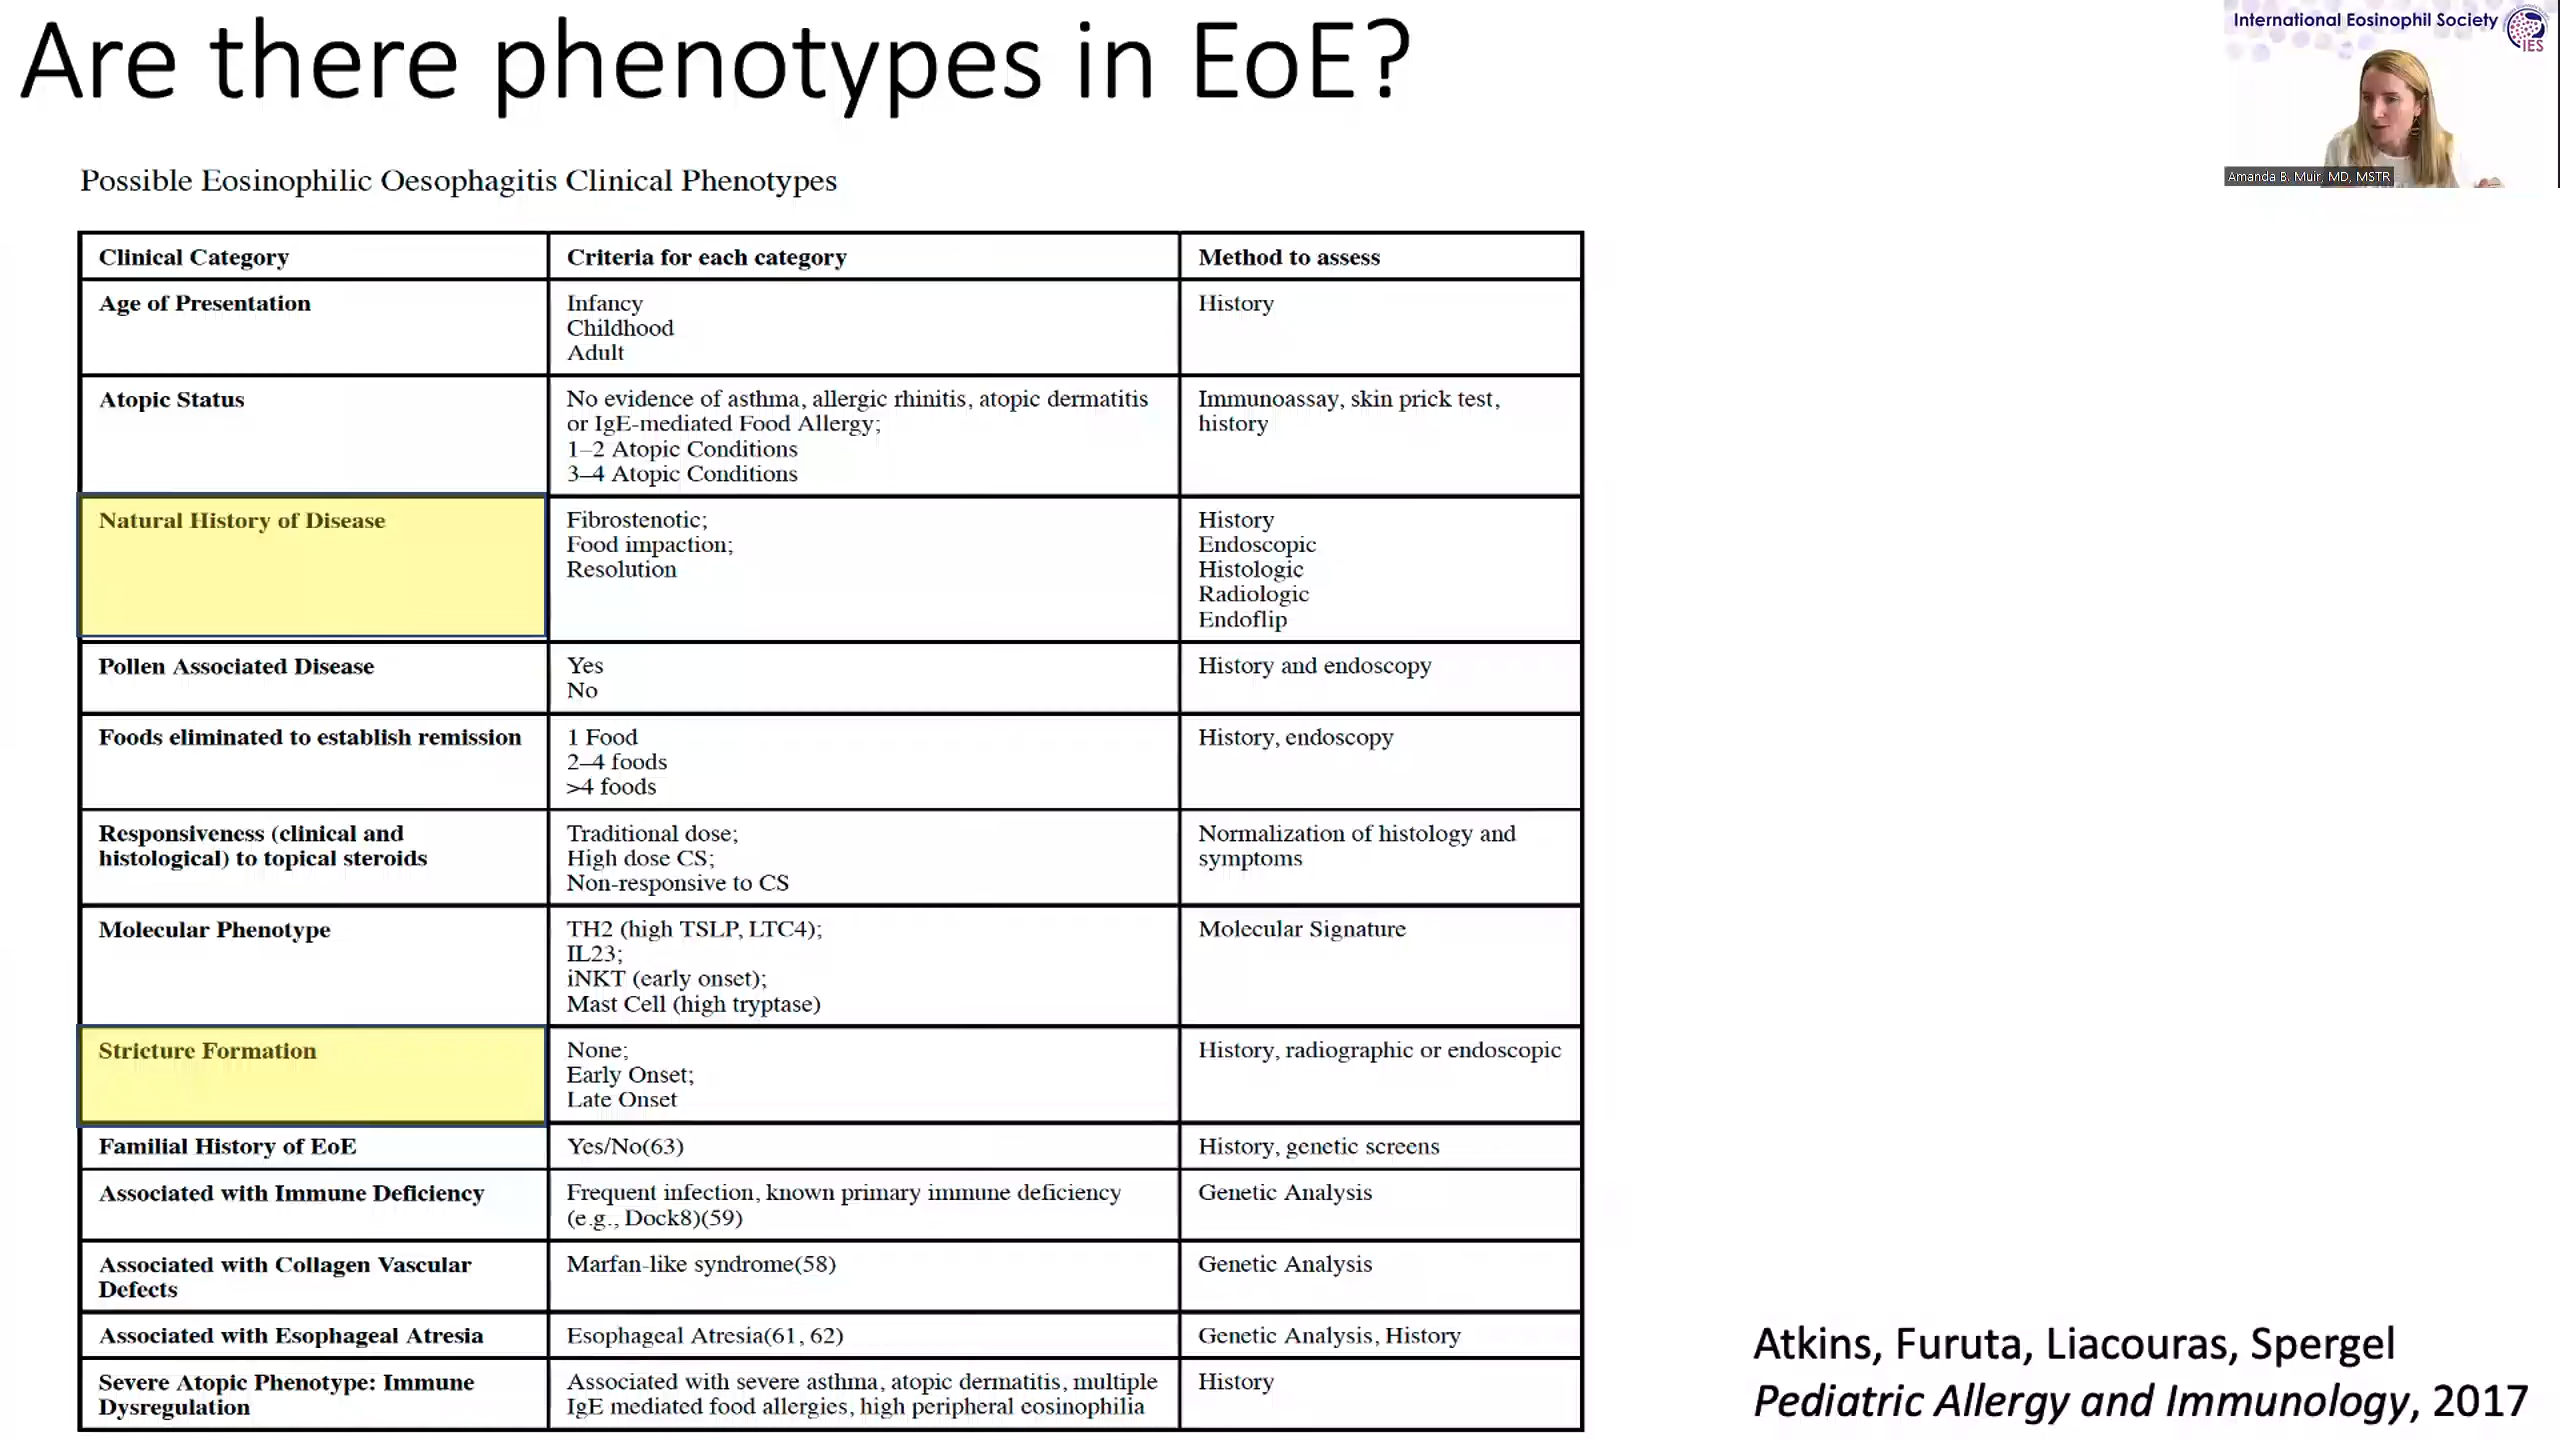 Are there phenotypes in EoE?
International Eosinophil Society
IES
Amanda B. Muir, MD, MSTR
Possible Eosinophilic Oesophagitis Clinical Phenotypes
Clinical Category
Criteria for each category
Method to assess
Age of Presentation
Infancy
Childhood
Adult
History
Atopic Status
No evidence of asthma, allergic rhinitis, atopic dermatitis
or IgE-mediated Food Allergy;
1–2 Atopic Conditions
3–4 Atopic Conditions
Immunoassay, skin prick test,
history
Natural History of Disease
Fibrostenotic;
Food impaction;
Resolution
History
Endoscopic
Histologic
Radiologic
Endoflip
Pollen Associated Disease
Yes
No
History and endoscopy
Foods eliminated to establish remission
1 Food
2–4 foods
>4 foods
History, endoscopy
Responsiveness (clinical and
histological) to topical steroids
Traditional dose;
High dose CS;
Non-responsive to CS
Normalization of histology and
symptoms
Molecular Phenotype
TH2 (high TSLP, LTC4);
IL23;
iNKT (early onset);
Mast Cell (high tryptase)
Molecular Signature
Stricture Formation
None;
Early Onset;
Late Onset
History, radiographic or endoscopic
Familial History of EoE
Yes/No(63)
History, genetic screens
Associated with Immune Deficiency
Frequent infection, known primary immune deficiency
(e.g., Dock8)(59)
Genetic Analysis
Associated with Collagen Vascular
Defects
Marfan-like syndrome(58)
Genetic Analysis
Associated with Esophageal Atresia
Esophageal Atresia(61, 62)
Genetic Analysis, History
Severe Atopic Phenotype: Immune
Dysregulation
Associated with severe asthma, atopic dermatitis, multiple
IgE mediated food allergies, high peripheral eosinophilia
History
Atkins, Furuta, Liacouras, Spergel
Pediatric Allergy and Immunology, 2017